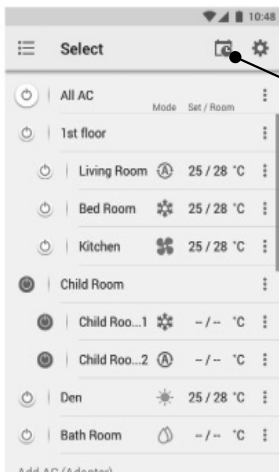 10:48
Select
All AC
Mode Set / Room
1st floor
Living Room A 25 / 28 °C
Bed Room 25 / 28 °C
Kitchen 25 / 28 °C
Child Room
Child Roo...1 -- / -- °C
Child Roo...2 A -- / -- °C
Den 25 / 28 °C
Bath Room -- / -- °C
Add AC (Adapter)